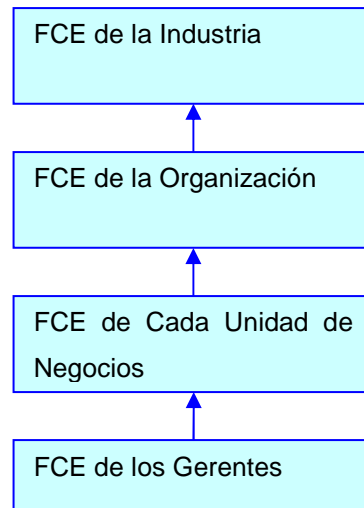 FCE de la Industria
FCE de la Organización
FCE de Cada Unidad de
Negocios
FCE de los Gerentes